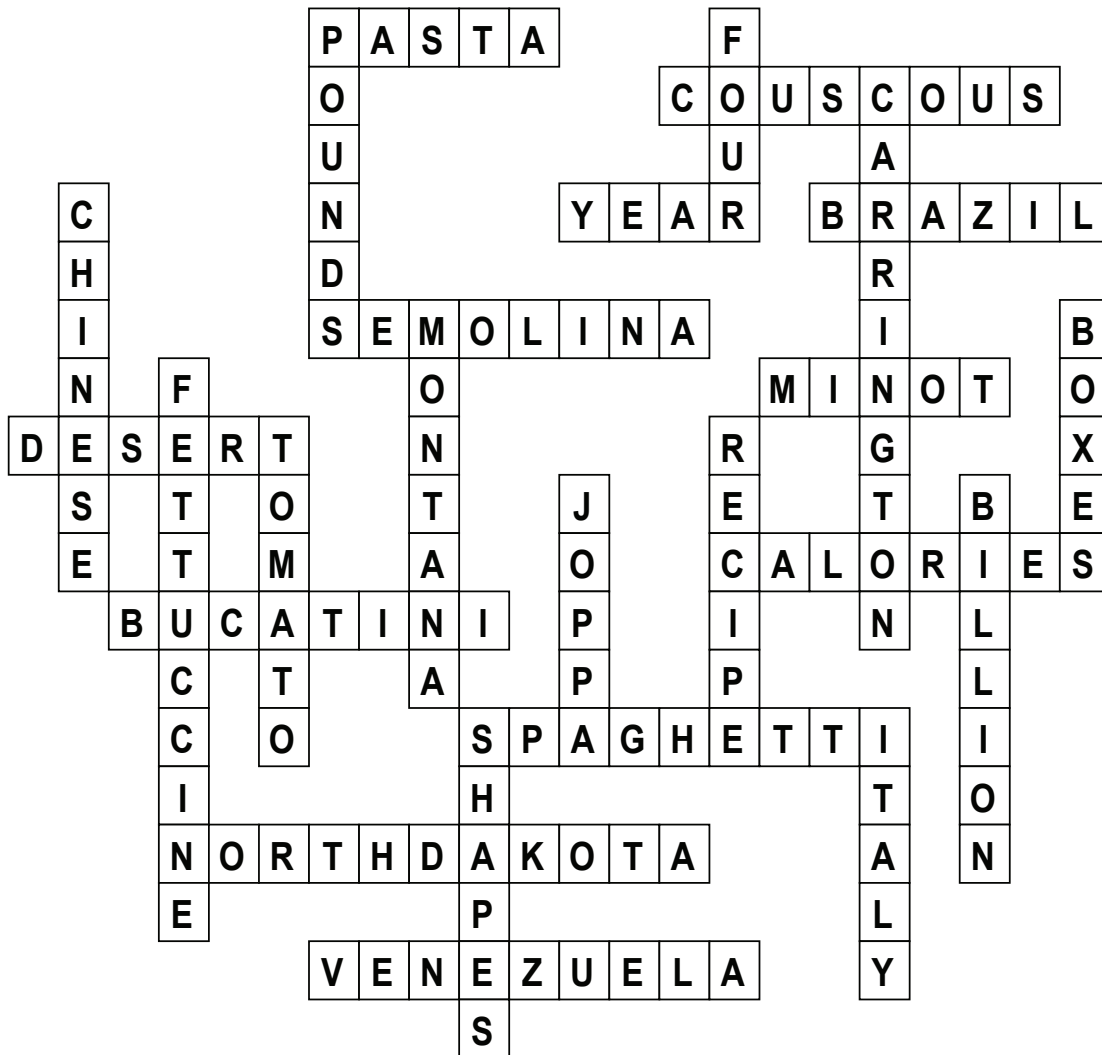 PASTA
POUNDS
FOUR
COUSCOUS
CARRINGTON
CHINESE
YEAR
BRAZIL
SEMOLINA
MONTANA
BOXES
FETTUCCINE
MINOT
DESERT
TOMATO
RECIPE
JOPPA
BILLION
CALORIES
BUCATINI
SPAGHETTI
SHAPES
ITALY
NORTHDAKOTA
VENEZUELA